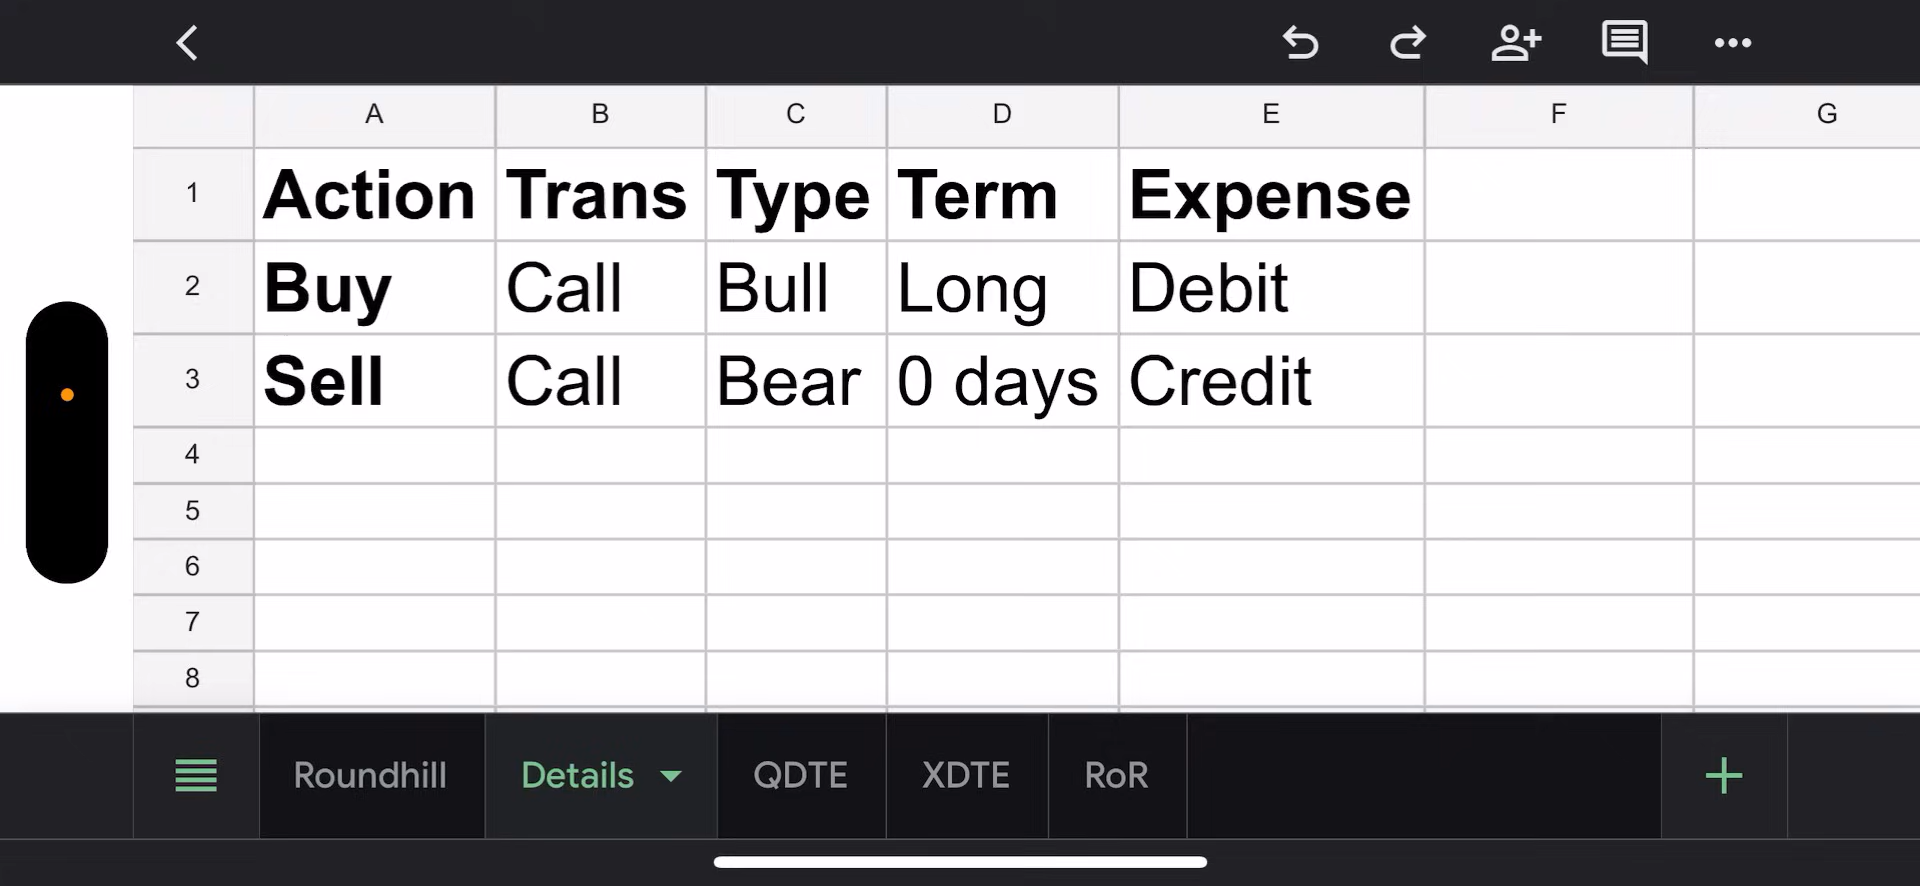 A B C D E F G
1 Action Trans Type Term Expense
2 Buy Call Bull Long Debit
3 Sell Call Bear 0 days Credit
4
5
6
7
8
Roundhill Details QDTE XDTE RoR